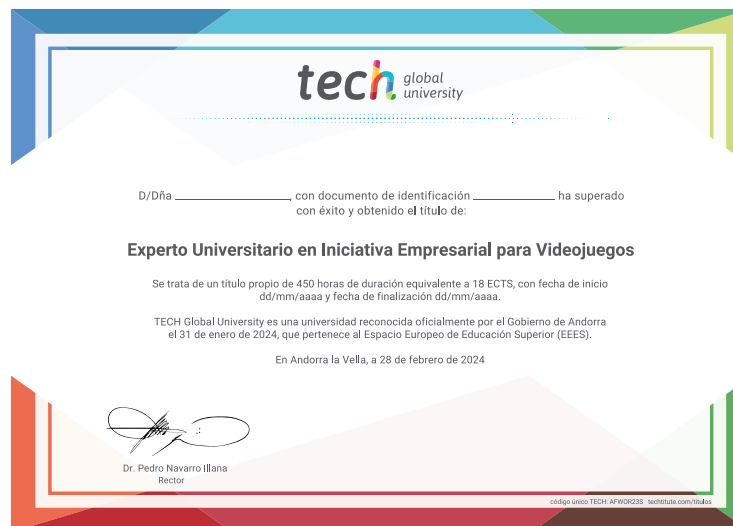 tech global
university
D/Dña ____________________, con documento de identificación ______________ ha superado
con éxito y obtenido el título de:
Experto Universitario en Iniciativa Empresarial para Videojuegos
Se trata de un título propio de 450 horas de duración equivalente a 18 ECTS, con fecha de inicio
dd/mm/aaaa y fecha de finalización dd/mm/aaaa.
TECH Global University es una universidad reconocida oficialmente por el Gobierno de Andorra
el 31 de enero de 2024, que pertenece al Espacio Europeo de Educación Superior (EEES).
En Andorra la Vella, a 28 de febrero de 2024
Dr. Pedro Navarro Illana
Rector
código único TECH: AFWOR23S techtitute.com/titulos